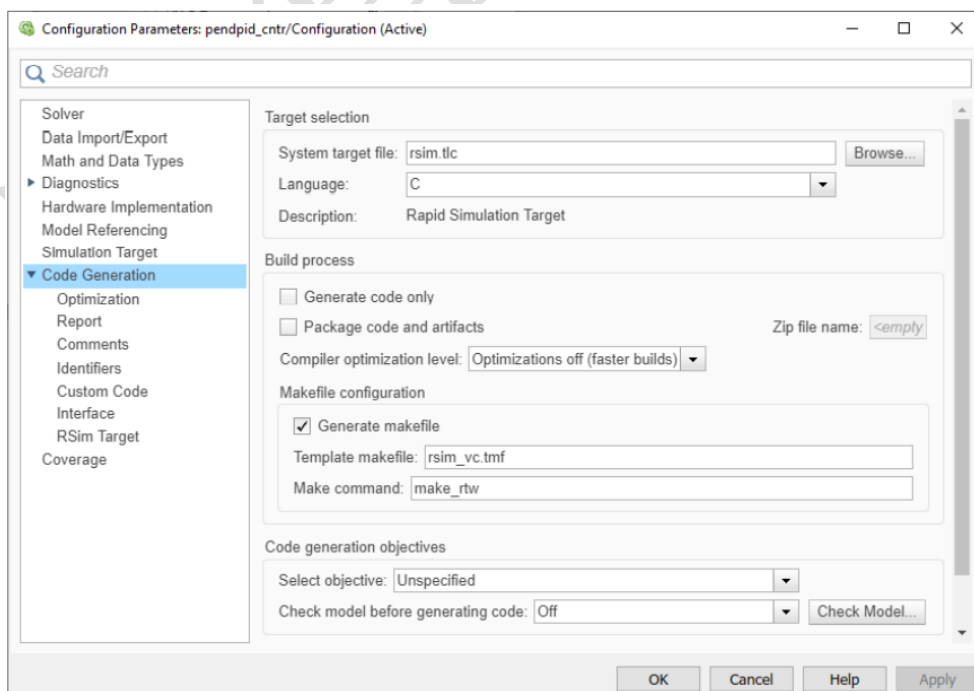 Configuration Parameters: pendpid_cntr/Configuration (Active)
Search
Solver
Data Import/Export
Math and Data Types
Diagnostics
Hardware Implementation
Model Referencing
Simulation Target
Code Generation
Optimization
Report
Comments
Identifiers
Custom Code
Interface
RSim Target
Coverage
Target selection
System target file: rsim.tlc Browse...
Language: C
Description: Rapid Simulation Target
Build process
Generate code only
Package code and artifacts Zip file name: <empty
Compiler optimization level: Optimizations off (faster builds)
Makefile configuration
Generate makefile
Template makefile: rsim_vc.tmf
Make command: make_rtw
Code generation objectives
Select objective: Unspecified
Check model before generating code: Off Check Model...
OK Cancel Help Apply